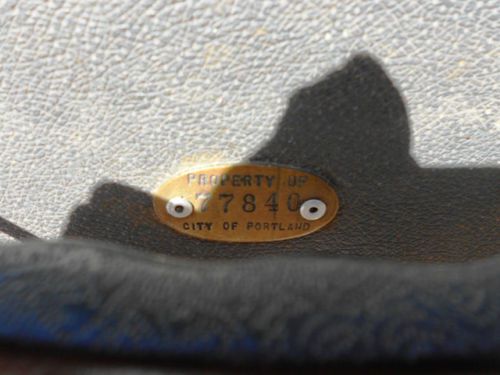 PROPERTY OF
77840
CITY OF PORTLAND